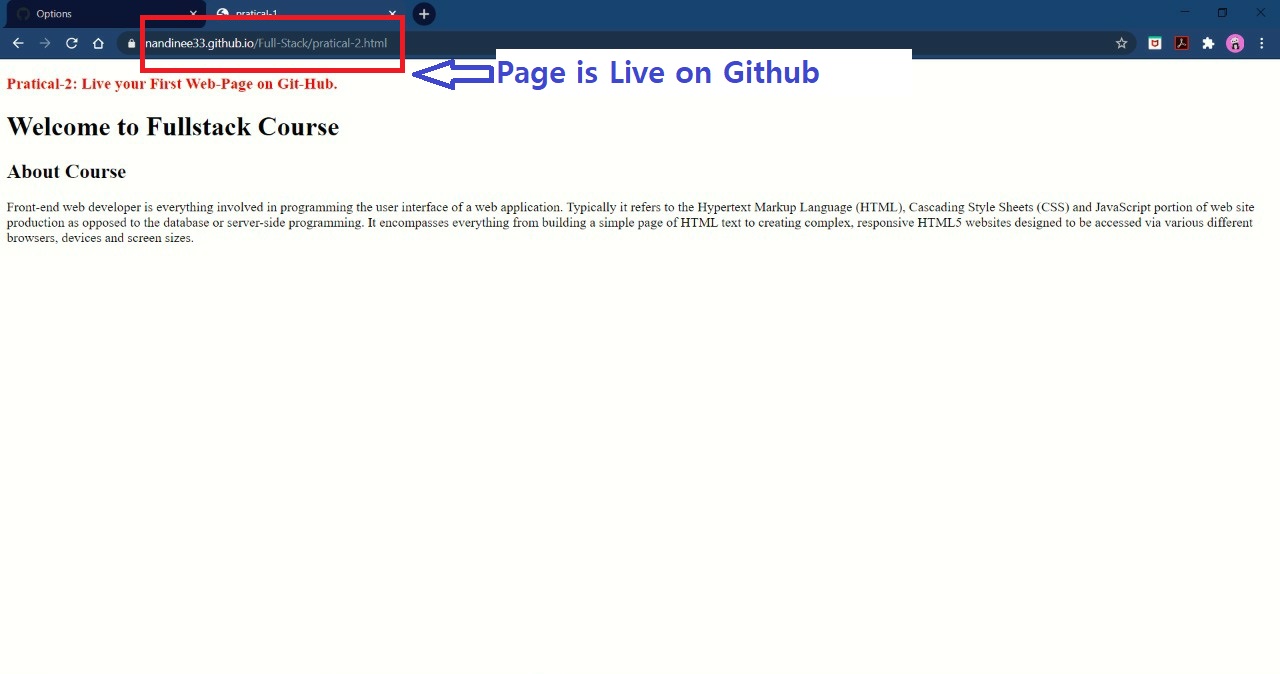 Options
pratical-1
nandinee33.github.io/Full-Stack/pratical-2.html
Page is Live on Github
Pratical-2: Live your First Web-Page on Git-Hub.
Welcome to Fullstack Course
About Course
Front-end web developer is everything involved in programming the user interface of a web application. Typically it refers to the Hypertext Markup Language (HTML), Cascading Style Sheets (CSS) and JavaScript portion of web site
production as opposed to the database or server-side programming. It encompasses everything from building a simple page of HTML text to creating complex, responsive HTML5 websites designed to be accessed via various different
browsers, devices and screen sizes.